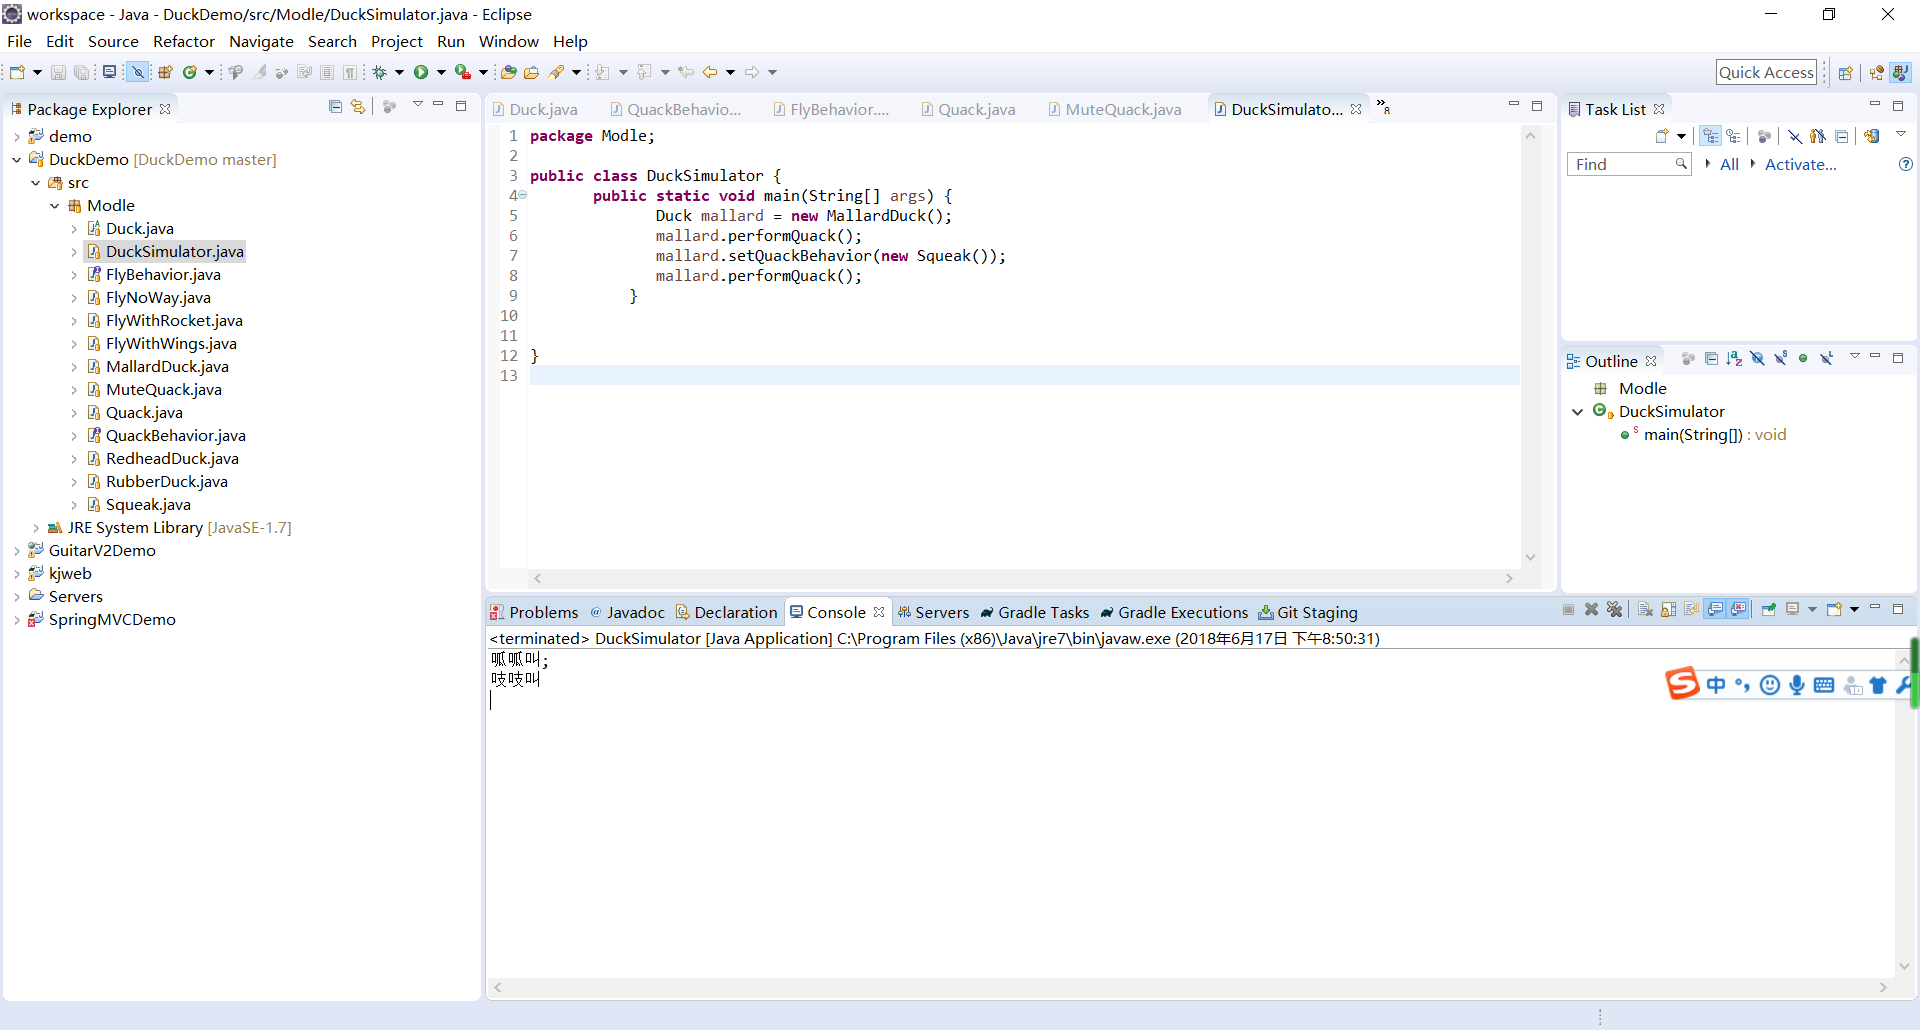 workspace - Java - DuckDemo/src/Modle/DuckSimulator.java - Eclipse
File Edit Source Refactor Navigate Search Project Run Window Help
Quick Access
Package Explorer
demo
DuckDemo [DuckDemo master]
src
Modle
Duck.java
DuckSimulator.java
FlyBehavior.java
FlyNoWay.java
FlyWithRocket.java
FlyWithWings.java
MallardDuck.java
MuteQuack.java
Quack.java
QuackBehavior.java
RedheadDuck.java
RubberDuck.java
Squeak.java
JRE System Library [JavaSE-1.7]
GuitarV2Demo
kjweb
Servers
SpringMVCDemo
Duck.java QuackBehavio... FlyBehavior.... Quack.java MuteQuack.java DuckSimulato... »8
1 package Modle;
2
3 public class DuckSimulator {
4 public static void main(String[] args) {
5 Duck mallard = new MallardDuck();
6 mallard.performQuack();
7 mallard.setQuackBehavior(new Squeak());
8 mallard.performQuack();
9 }
10
11
12 }
13
Task List
Find All Activate...
Outline
Modle
DuckSimulator
main(String[]) : void
Problems Javadoc Declaration Console Servers Gradle Tasks Gradle Executions Git Staging
<terminated> DuckSimulator [Java Application] C:\Program Files (x86)\Java\jre7\bin\javaw.exe (2018年6月17日 下午8:50:31)
呱呱叫;
吱吱叫
中